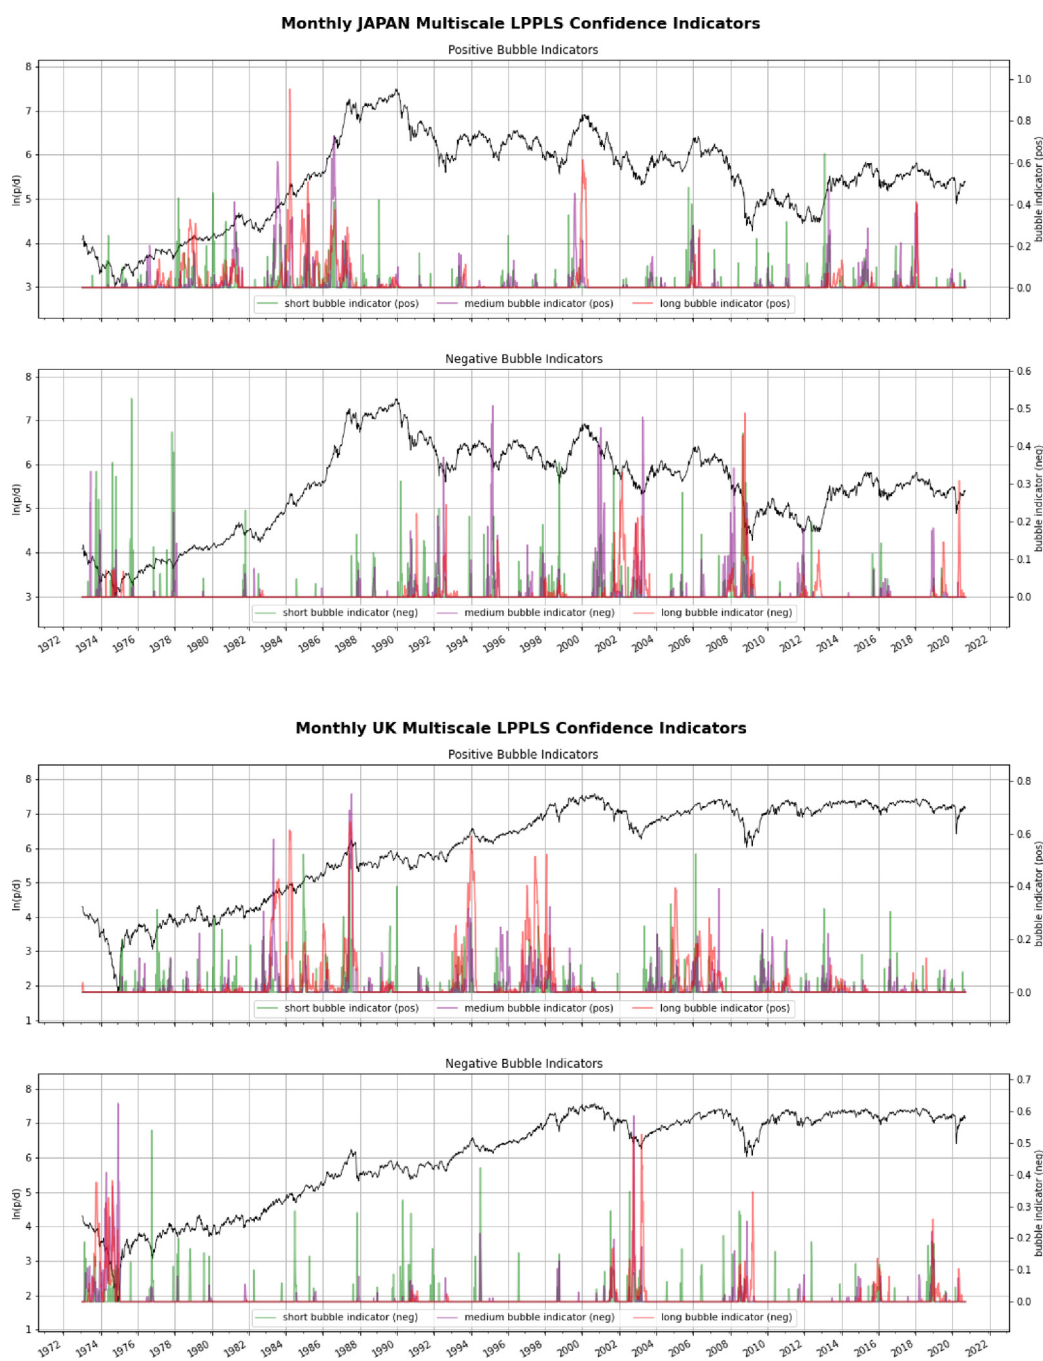 Monthly JAPAN Multiscale LPPLS Confidence Indicators
Positive Bubble Indicators
8
7
6
5
4
3
ln(p/d)
1.0
0.8
0.6
0.4
0.2
0.0
bubble indicator (pos)
short bubble indicator (pos) medium bubble indicator (pos) long bubble indicator (pos)
Negative Bubble Indicators
8
7
6
5
4
3
ln(p/d)
0.6
0.5
0.4
0.3
0.2
0.1
0.0
bubble indicator (neg)
short bubble indicator (neg) medium bubble indicator (neg) long bubble indicator (neg)
1972 1974 1976 1978 1980 1982 1984 1986 1988 1990 1992 1994 1996 1998 2000 2002 2004 2006 2008 2010 2012 2014 2016 2018 2020 2022
Monthly UK Multiscale LPPLS Confidence Indicators
Positive Bubble Indicators
8
7
6
5
4
3
2
1
ln(p/d)
0.8
0.6
0.4
0.2
0.0
bubble indicator (pos)
short bubble indicator (pos) medium bubble indicator (pos) long bubble indicator (pos)
Negative Bubble Indicators
8
7
6
5
4
3
2
1
ln(p/d)
0.7
0.6
0.5
0.4
0.3
0.2
0.1
0.0
bubble indicator (neg)
short bubble indicator (neg) medium bubble indicator (neg) long bubble indicator (neg)
1972 1974 1976 1978 1980 1982 1984 1986 1988 1990 1992 1994 1996 1998 2000 2002 2004 2006 2008 2010 2012 2014 2016 2018 2020 2022